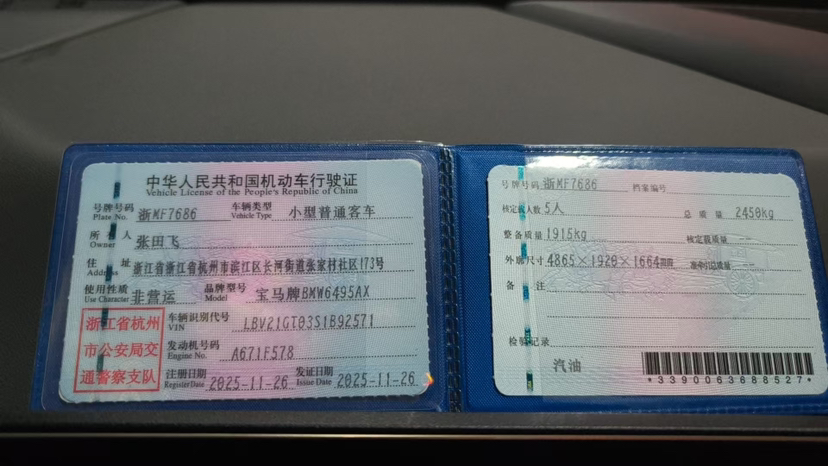 中华人民共和国机动车行驶证
Vehicle License of the People's Republic of China
号牌号码 浙MF7686 车辆类型 小型普通客车
Plate No. Vehicle Type
所有人 张田飞
Owner
住址 浙江省浙江省杭州市滨江区长河街道张家村社区173号
Address
使用性质 非营运 品牌型号 宝马牌BMW6495AX
Use Character Model
浙江省杭州
市公安局交
通警察支队
车辆识别代号 LBV21GT03S1B92571
VIN
发动机号码 A671F578
Engine No.
注册日期 2025-11-26 发证日期 2025-11-26
Register Date Issue Date
号牌号码 浙MF7686 档案编号
核定载人数 5人 总质量 2450kg
整备质量 1915kg 核定载质量 --
外廓尺寸 4865×1920×1664mm 准牵引总质量 --
备注
检验记录
汽油
*3390063688527*